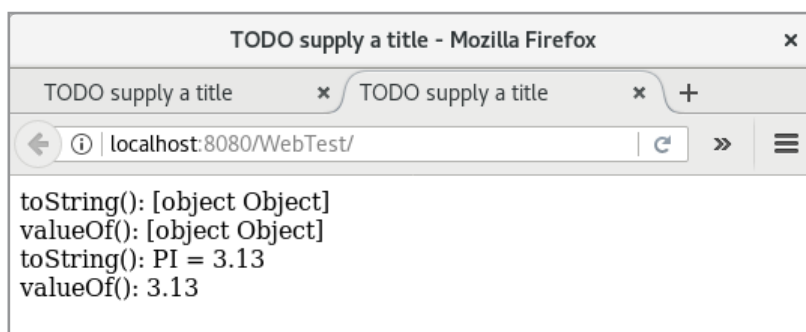 TODO supply a title - Mozilla Firefox
TODO supply a title
TODO supply a title
localhost:8080/WebTest/
toString(): [object Object]
valueOf(): [object Object]
toString(): PI = 3.13
valueOf(): 3.13